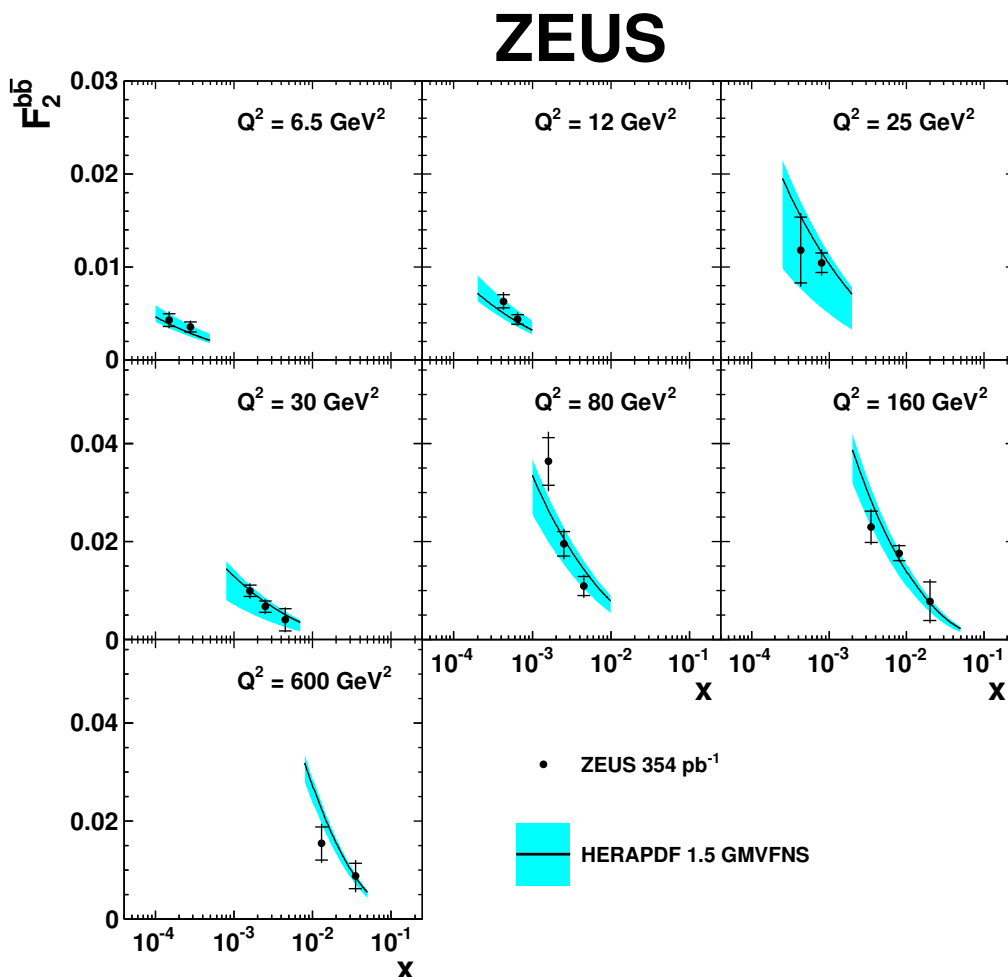 ZEUS
F₂ᵇᵇ̄
0.03
Q² = 6.5 GeV²
Q² = 12 GeV²
Q² = 25 GeV²
0.02
0.01
0
Q² = 30 GeV²
Q² = 80 GeV²
Q² = 160 GeV²
0.04
0.02
0
10⁻⁴ 10⁻³ 10⁻² 10⁻¹
x
10⁻⁴ 10⁻³ 10⁻² 10⁻¹
x
Q² = 600 GeV²
0.04
0.02
0
10⁻⁴ 10⁻³ 10⁻² 10⁻¹
x
ZEUS 354 pb⁻¹
HERAPDF 1.5 GMVFNS